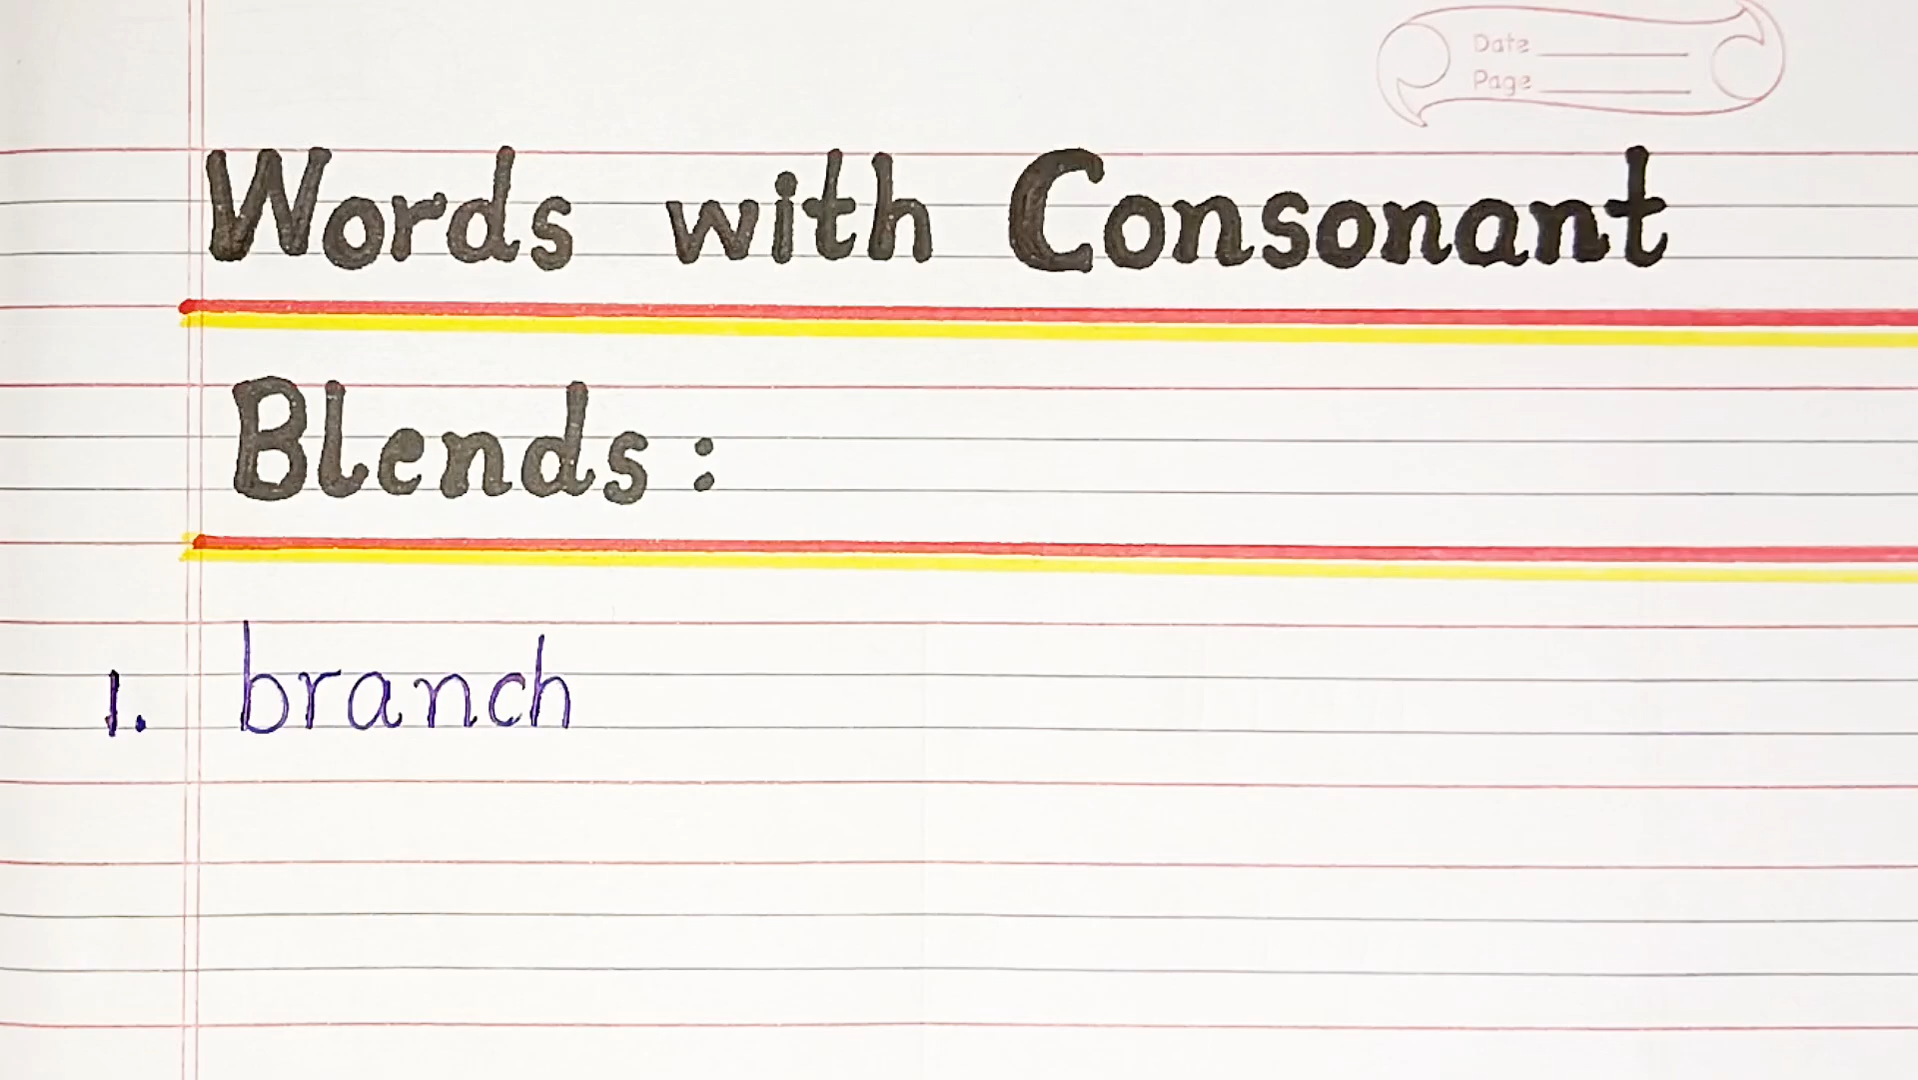 Date
Page
Words with Consonant
Blends:
1. branch